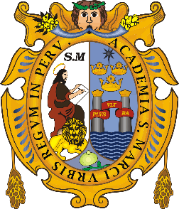 ACADEMIA S. MARCI VRBIS REGVM IN PERV
S.M